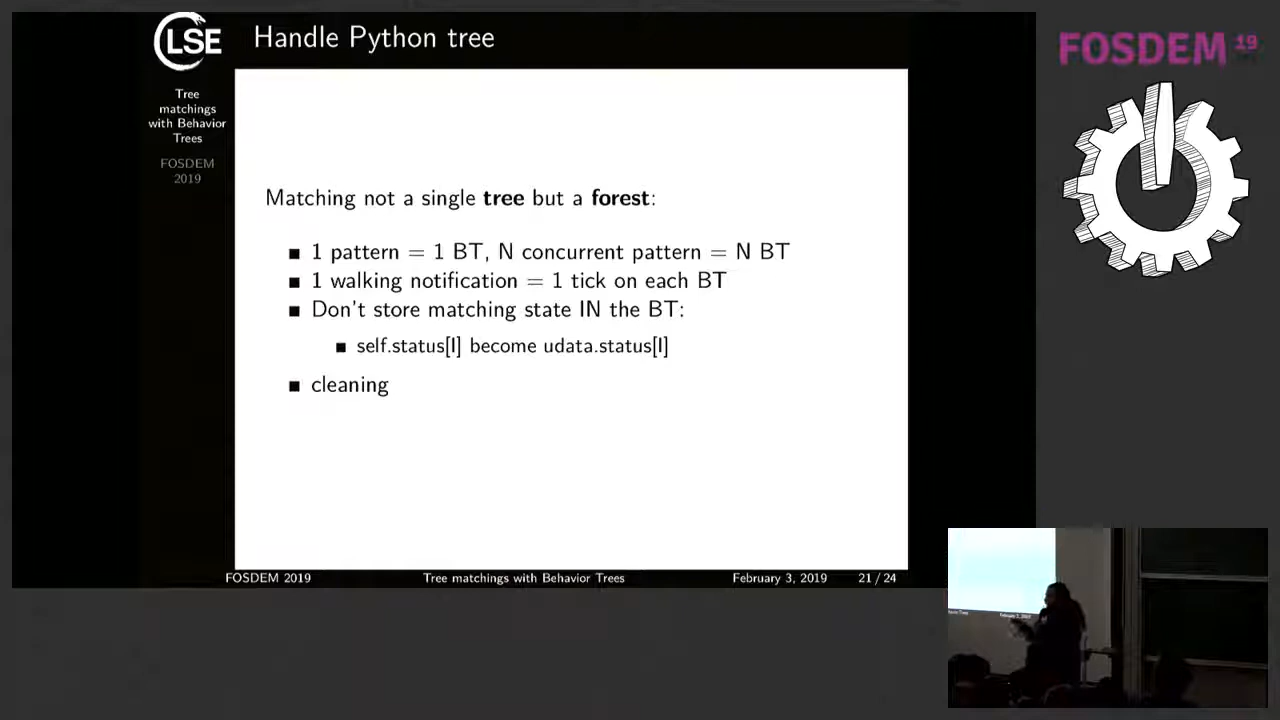 LSE
Handle Python tree
Tree
matchings
with Behavior
Trees
FOSDEM
2019
Matching not a single tree but a forest:
1 pattern = 1 BT, N concurrent pattern = N BT
1 walking notification = 1 tick on each BT
Don't store matching state IN the BT:
self.status[I] become udata.status[I]
cleaning
FOSDEM 2019
Tree matchings with Behavior Trees
February 3, 2019
21 / 24
FOSDEM 19